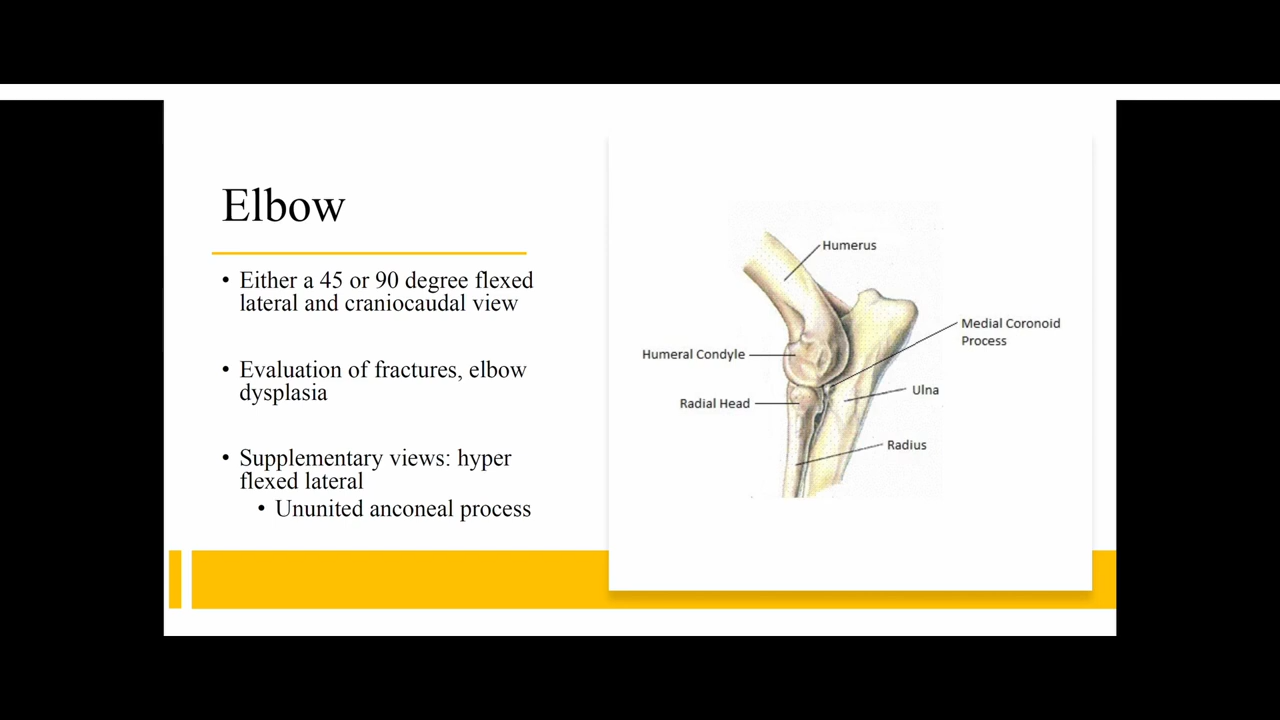 Elbow
• Either a 45 or 90 degree flexed
lateral and craniocaudal view
• Evaluation of fractures, elbow
dysplasia
• Supplementary views: hyper
flexed lateral
• Ununited anconeal process
Humerus
Medial Coronoid
Process
Humeral Condyle
Ulna
Radial Head
Radius